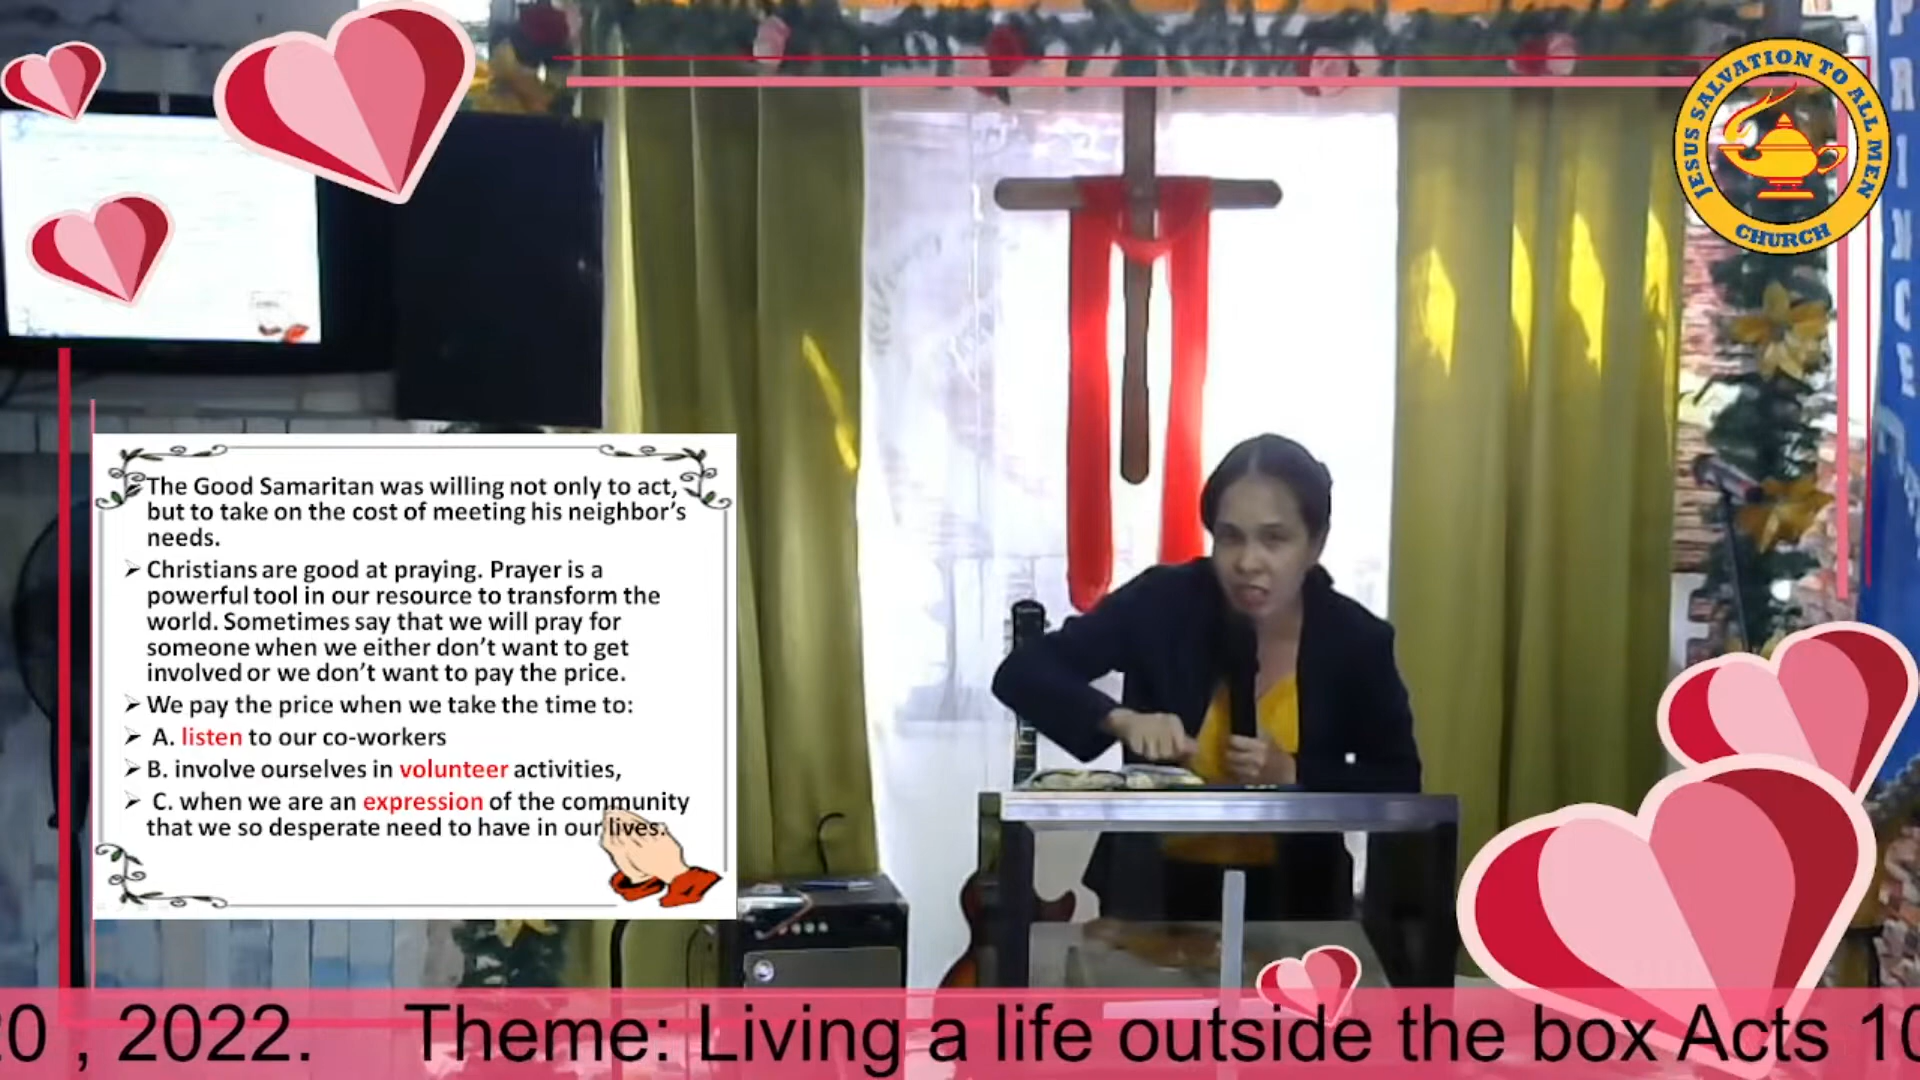 JESUS SALVATION TO ALL MEN
CHURCH
PRINCE
The Good Samaritan was willing not only to act,
but to take on the cost of meeting his neighbor's
needs.
Christians are good at praying. Prayer is a
powerful tool in our resource to transform the
world. Sometimes say that we will pray for
someone when we either don't want to get
involved or we don't want to pay the price.
We pay the price when we take the time to:
A. listen to our co-workers
B. involve ourselves in volunteer activities,
C. when we are an expression of the community
that we so desperate need to have in our lives.
20 , 2022. Theme: Living a life outside the box Acts 10